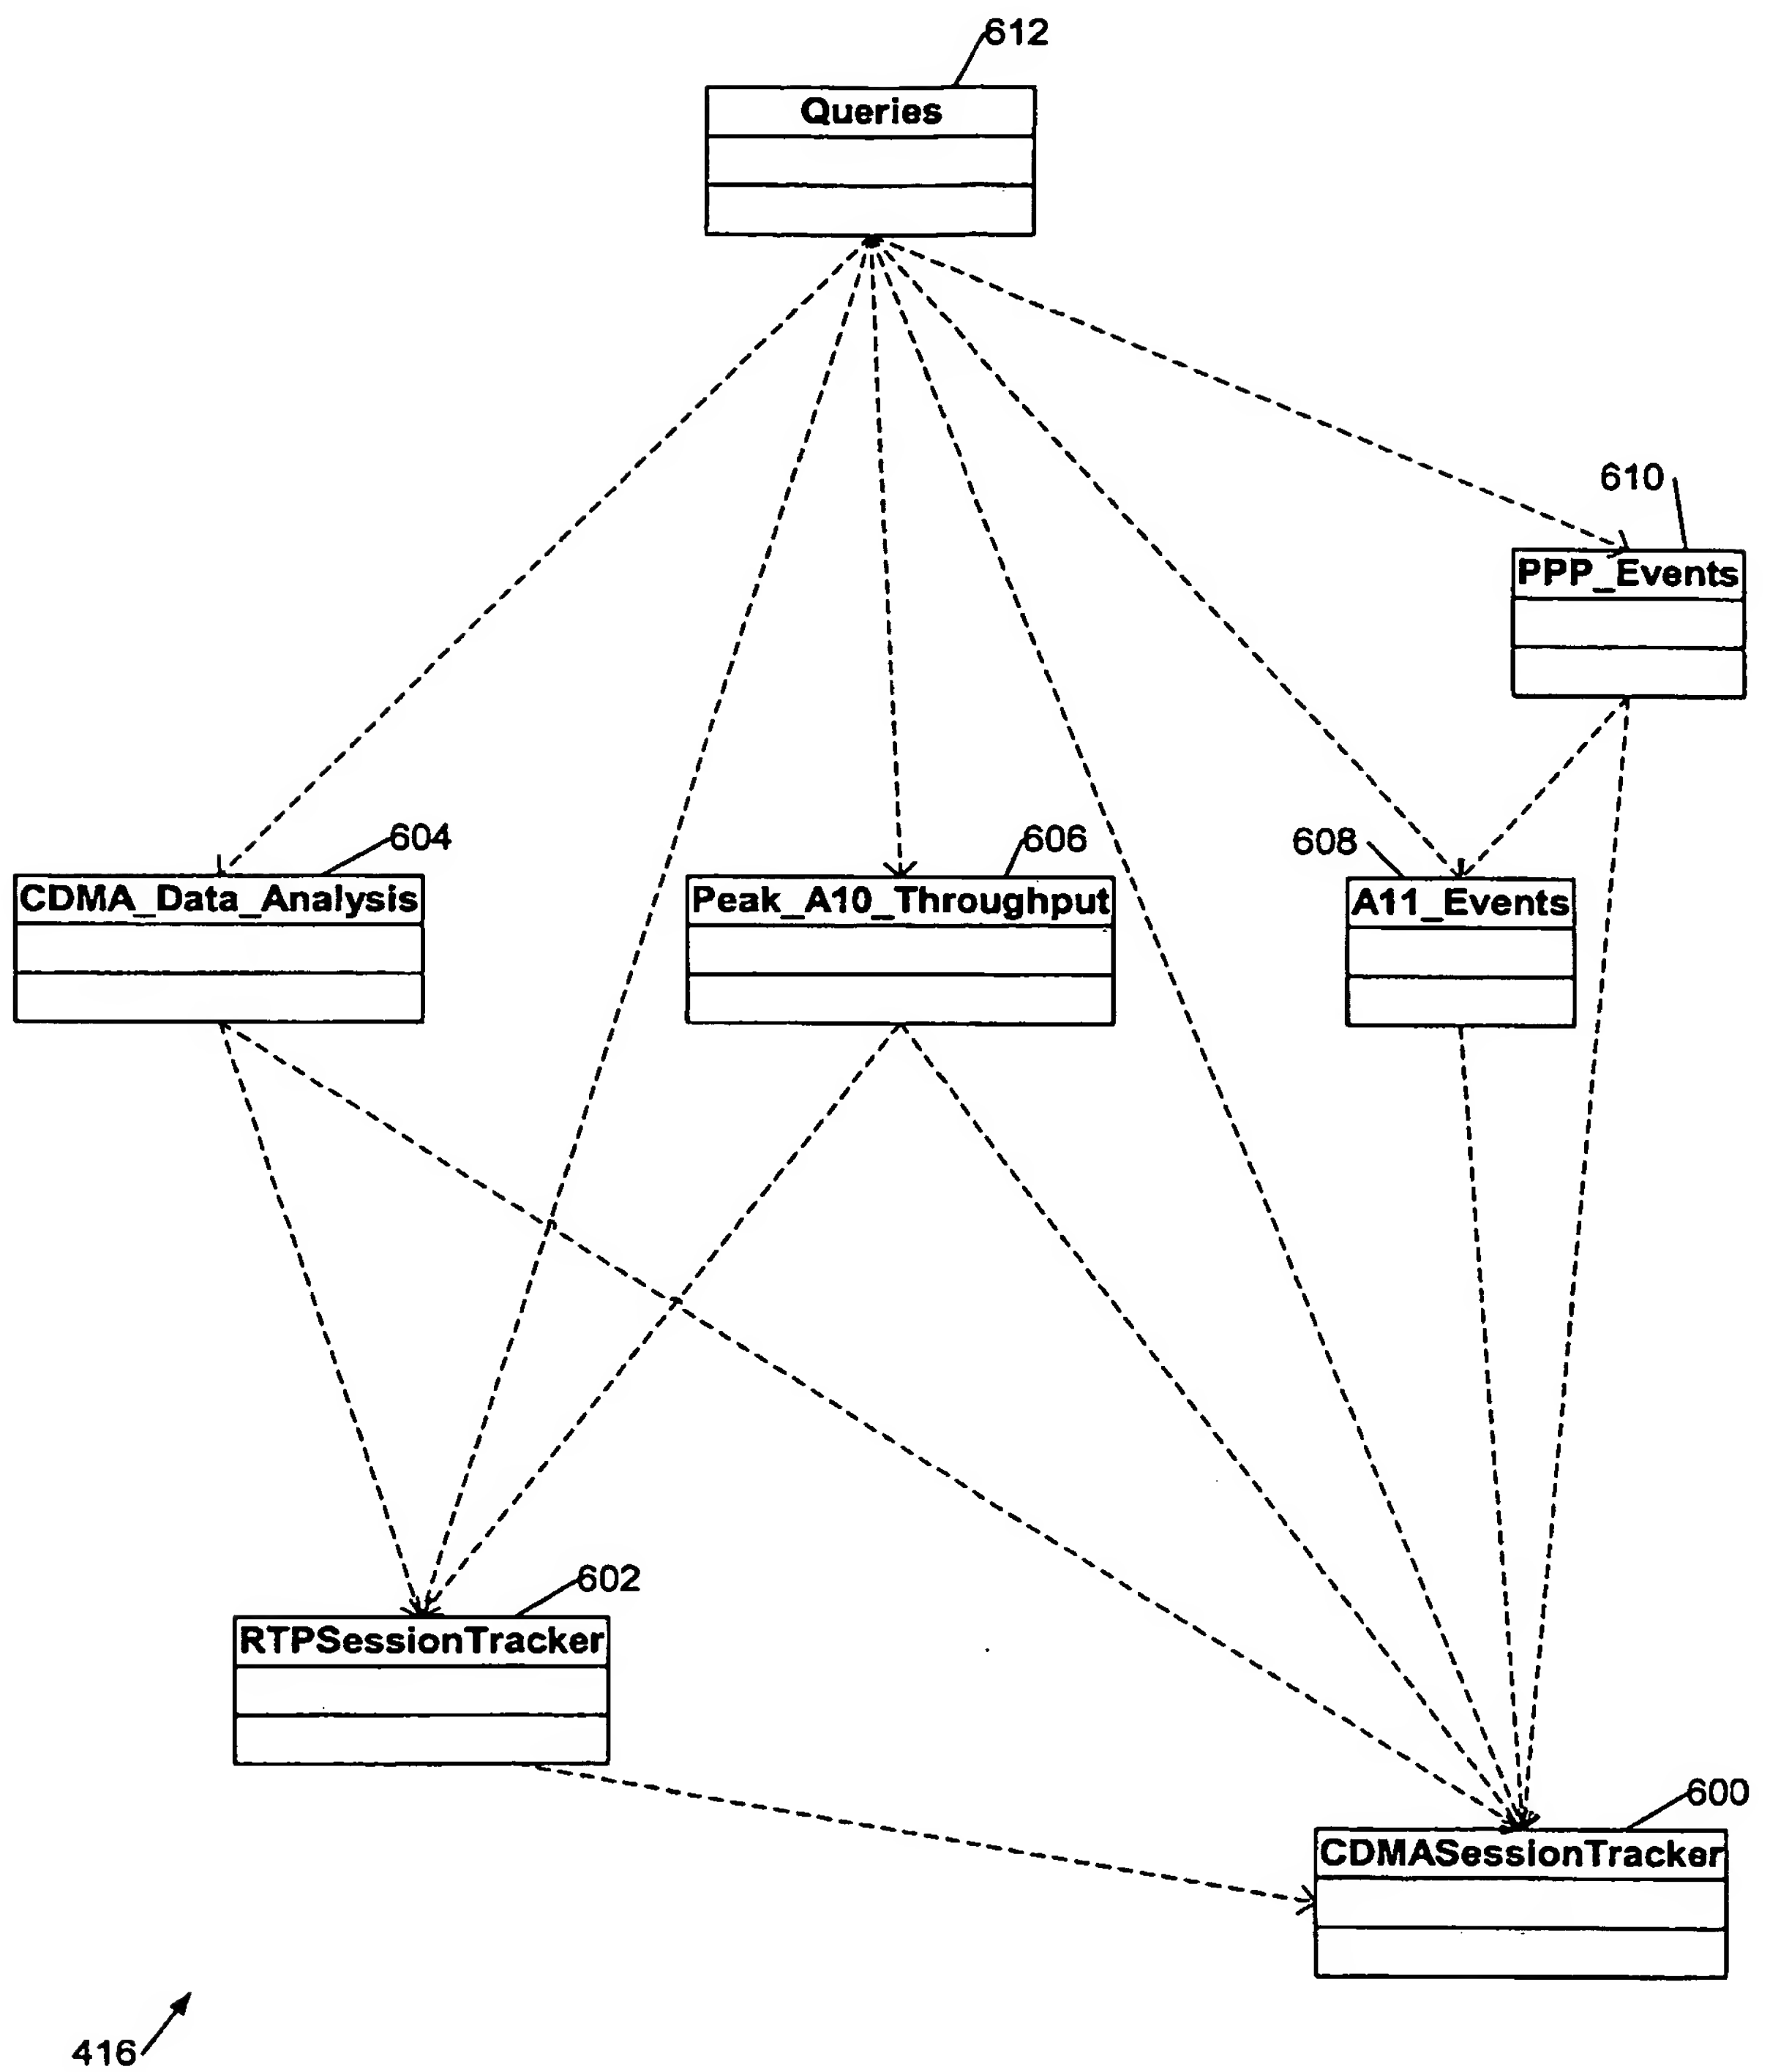 612
Queries
610
PPP_Events
604
606
608
CDMA_Data_Analysis
Peak_A10_Throughput
A11_Events
602
RTPSessionTracker
600
CDMASessionTracker
416